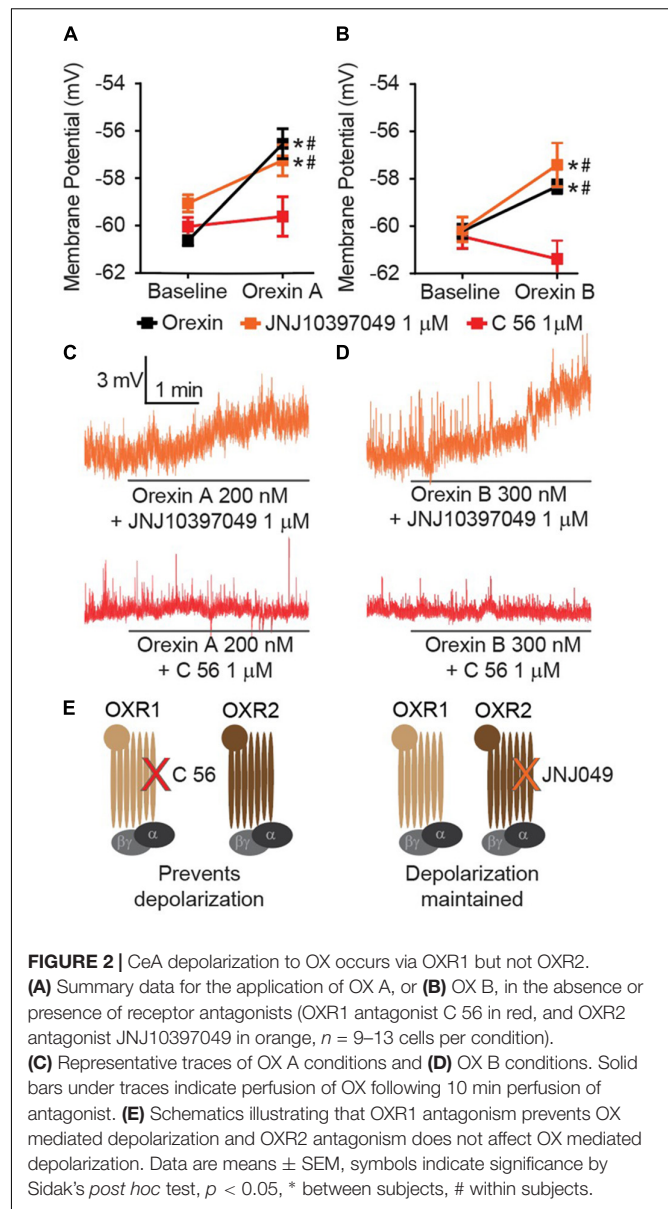 A
B
Membrane Potential (mV)
-54
-56
-58
-60
-62
*#
*#
Baseline Orexin A
Membrane Potential (mV)
-54
-56
-58
-60
-62
*#
*#
Baseline Orexin B
Orexin JNJ10397049 1 μM C 56 1μM
C
3 mV
1 min
D
Orexin A 200 nM
+ JNJ10397049 1 μM
Orexin B 300 nM
+ JNJ10397049 1 μM
Orexin A 200 nM
+ C 56 1 μM
Orexin B 300 nM
+ C 56 1 μM
E
OXR1 OXR2
C 56
βγ α
βγ α
Prevents
depolarization
OXR1 OXR2
JNJ049
βγ α
βγ α
Depolarization
maintained
FIGURE 2 | CeA depolarization to OX occurs via OXR1 but not OXR2.
(A) Summary data for the application of OX A, or (B) OX B, in the absence or
presence of receptor antagonists (OXR1 antagonist C 56 in red, and OXR2
antagonist JNJ10397049 in orange, n = 9–13 cells per condition).
(C) Representative traces of OX A conditions and (D) OX B conditions. Solid
bars under traces indicate perfusion of OX following 10 min perfusion of
antagonist. (E) Schematics illustrating that OXR1 antagonism prevents OX
mediated depolarization and OXR2 antagonism does not affect OX mediated
depolarization. Data are means ± SEM, symbols indicate significance by
Sidak's post hoc test, p < 0.05, * between subjects, # within subjects.